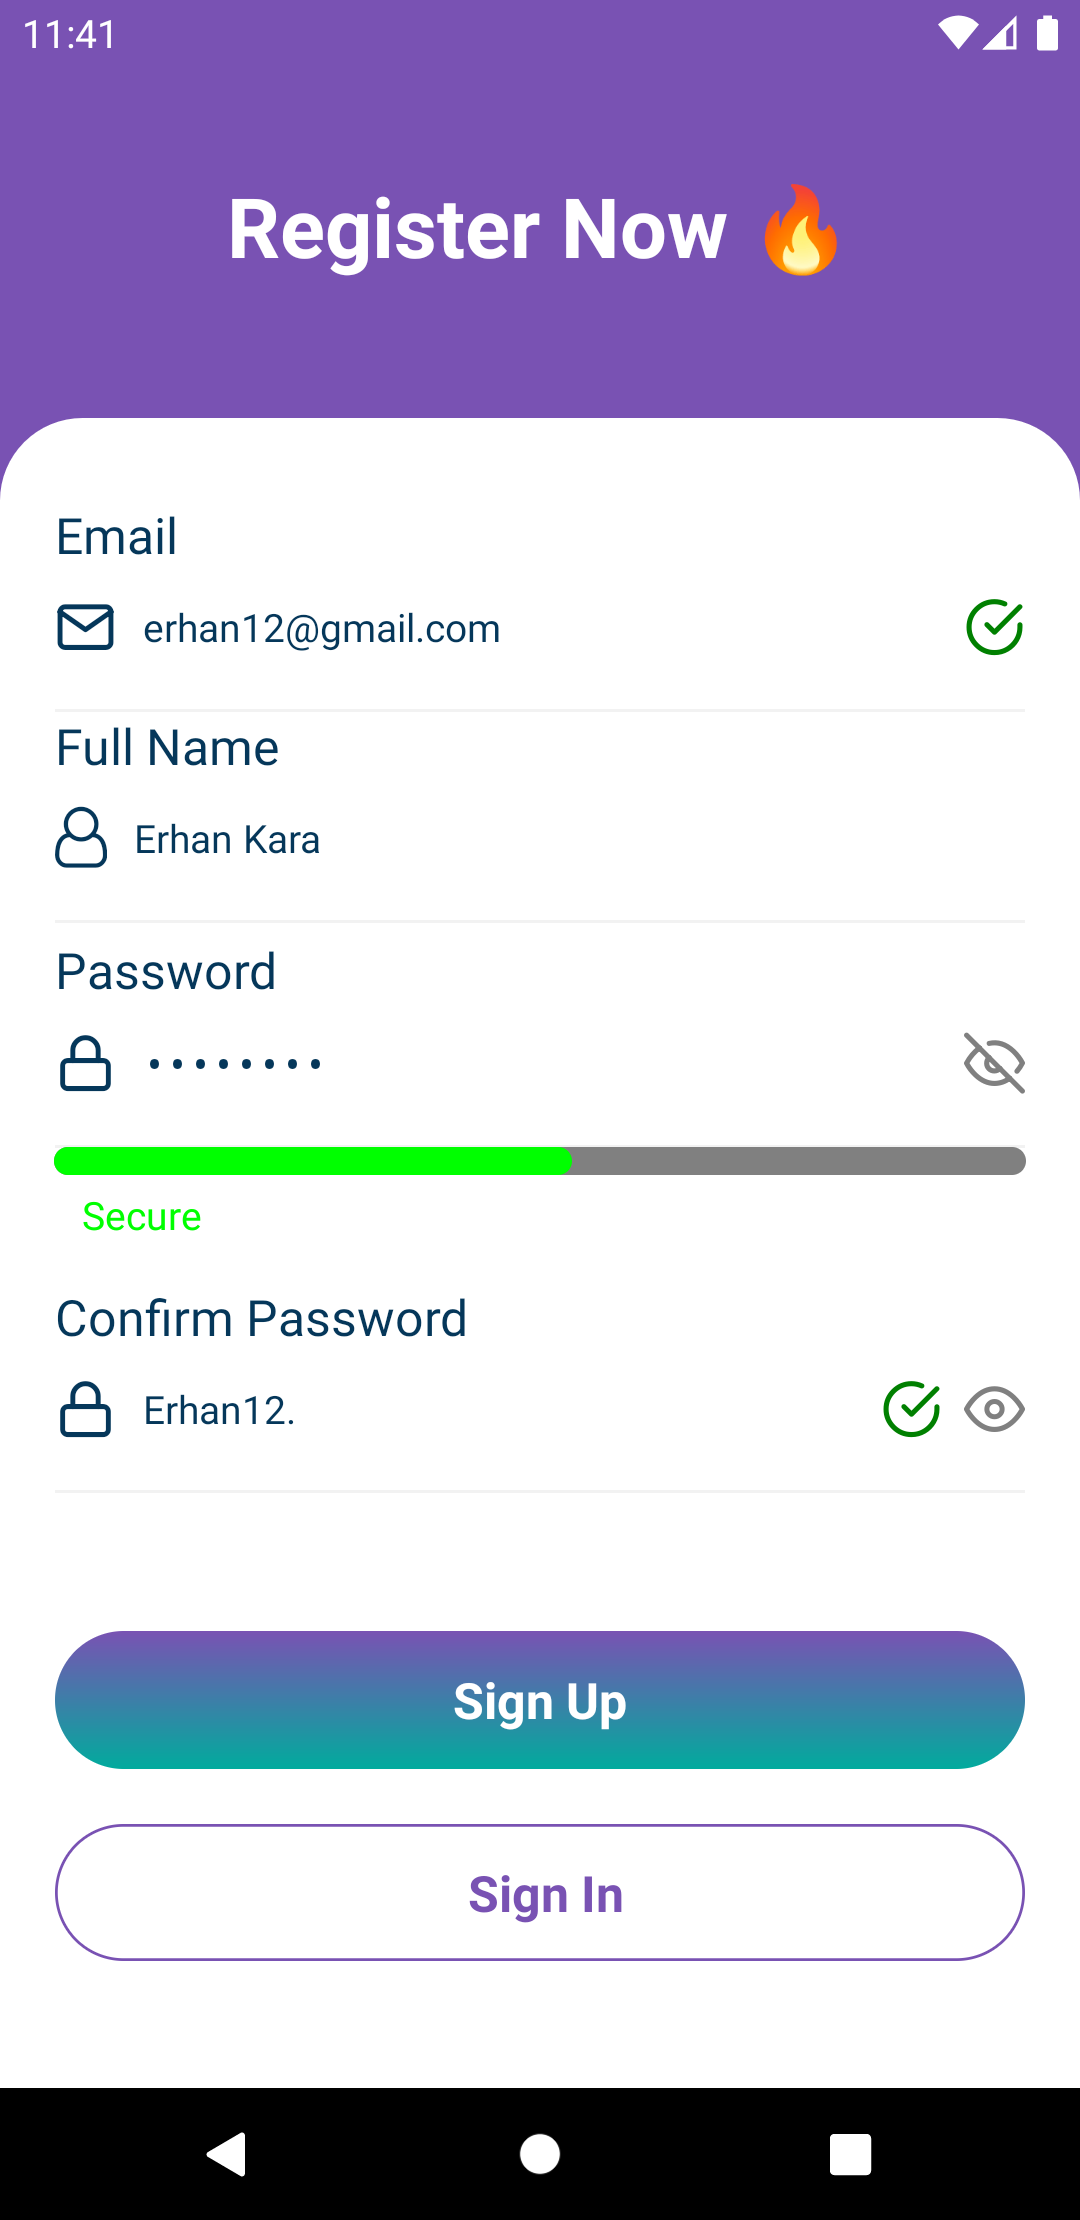 11:41
Register Now 🔥
Email
erhan12@gmail.com
Full Name
Erhan Kara
Password
••••••••
Secure
Confirm Password
Erhan12.
Sign Up
Sign In